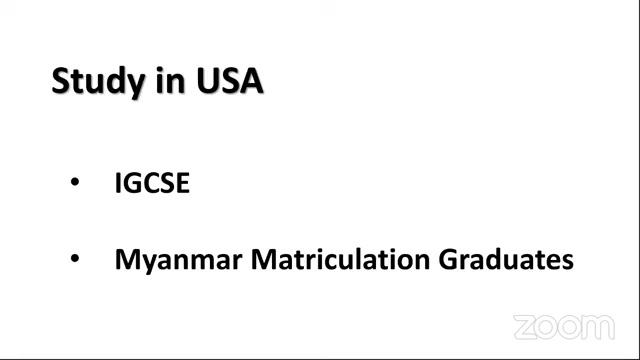 Study in USA
• IGCSE
• Myanmar Matriculation Graduates
zoom